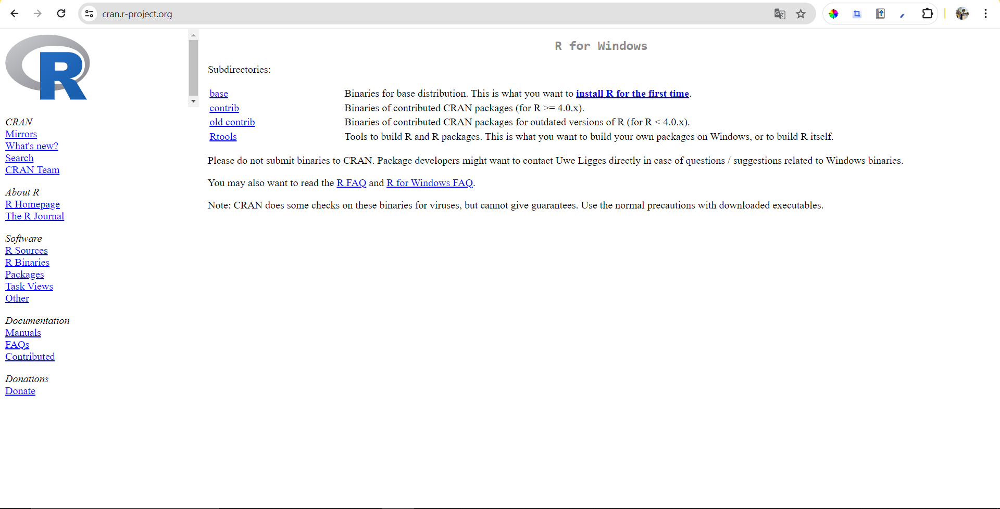 cran.r-project.org
R
CRAN
Mirrors
What's new?
Search
CRAN Team
About R
R Homepage
The R Journal
Software
R Sources
R Binaries
Packages
Task Views
Other
Documentation
Manuals
FAQs
Contributed
Donations
Donate
R for Windows
Subdirectories:
base Binaries for base distribution. This is what you want to install R for the first time.
contrib Binaries of contributed CRAN packages (for R >= 4.0.x).
old contrib Binaries of contributed CRAN packages for outdated versions of R (for R < 4.0.x).
Rtools Tools to build R and R packages. This is what you want to build your own packages on Windows, or to build R itself.
Please do not submit binaries to CRAN. Package developers might want to contact Uwe Ligges directly in case of questions / suggestions related to Windows binaries.
You may also want to read the R FAQ and R for Windows FAQ.
Note: CRAN does some checks on these binaries for viruses, but cannot give guarantees. Use the normal precautions with downloaded executables.